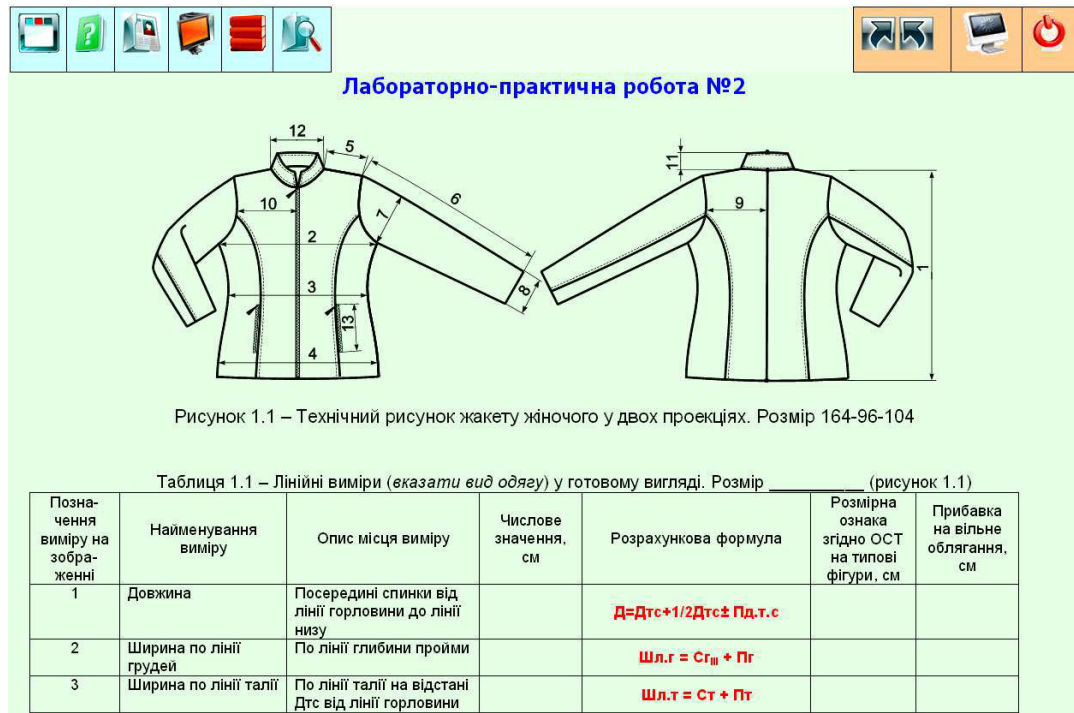 Лабораторно-практична робота №2
12
5
11
6
10
7
9
2
1
3
8
13
4
Рисунок 1.1 – Технічний рисунок жакету жіночого у двох проекціях. Розмір 164-96-104
Таблиця 1.1 – Лінійні виміри (вказати вид одягу) у готовому вигляді. Розмір __________ (рисунок 1.1)
Позна-
чення
виміру на
зобра-
женні
Найменування
виміру
Опис місця виміру
Числове
значення,
см
Розрахункова формула
Розмірна
ознака
згідно ОСТ
на типові
фігури, см
Прибавка
на вільне
облягання,
см
1
Довжина
Посередині спинки від
лінії горловини до лінії
низу
Д=Дтс+1/2Дтс± Пд.т.с
2
Ширина по лінії
грудей
По лінії глибини пройми
Шл.г = СгIII + Пг
3
Ширина по лінії талії
По лінії талії на відстані
Дтс від лінії горловини
Шл.т = Ст + Пт